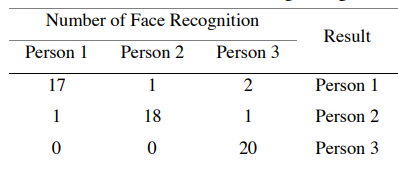 Number of Face Recognition Result
Person 1 Person 2 Person 3
17 1 2 Person 1
1 18 1 Person 2
0 0 20 Person 3